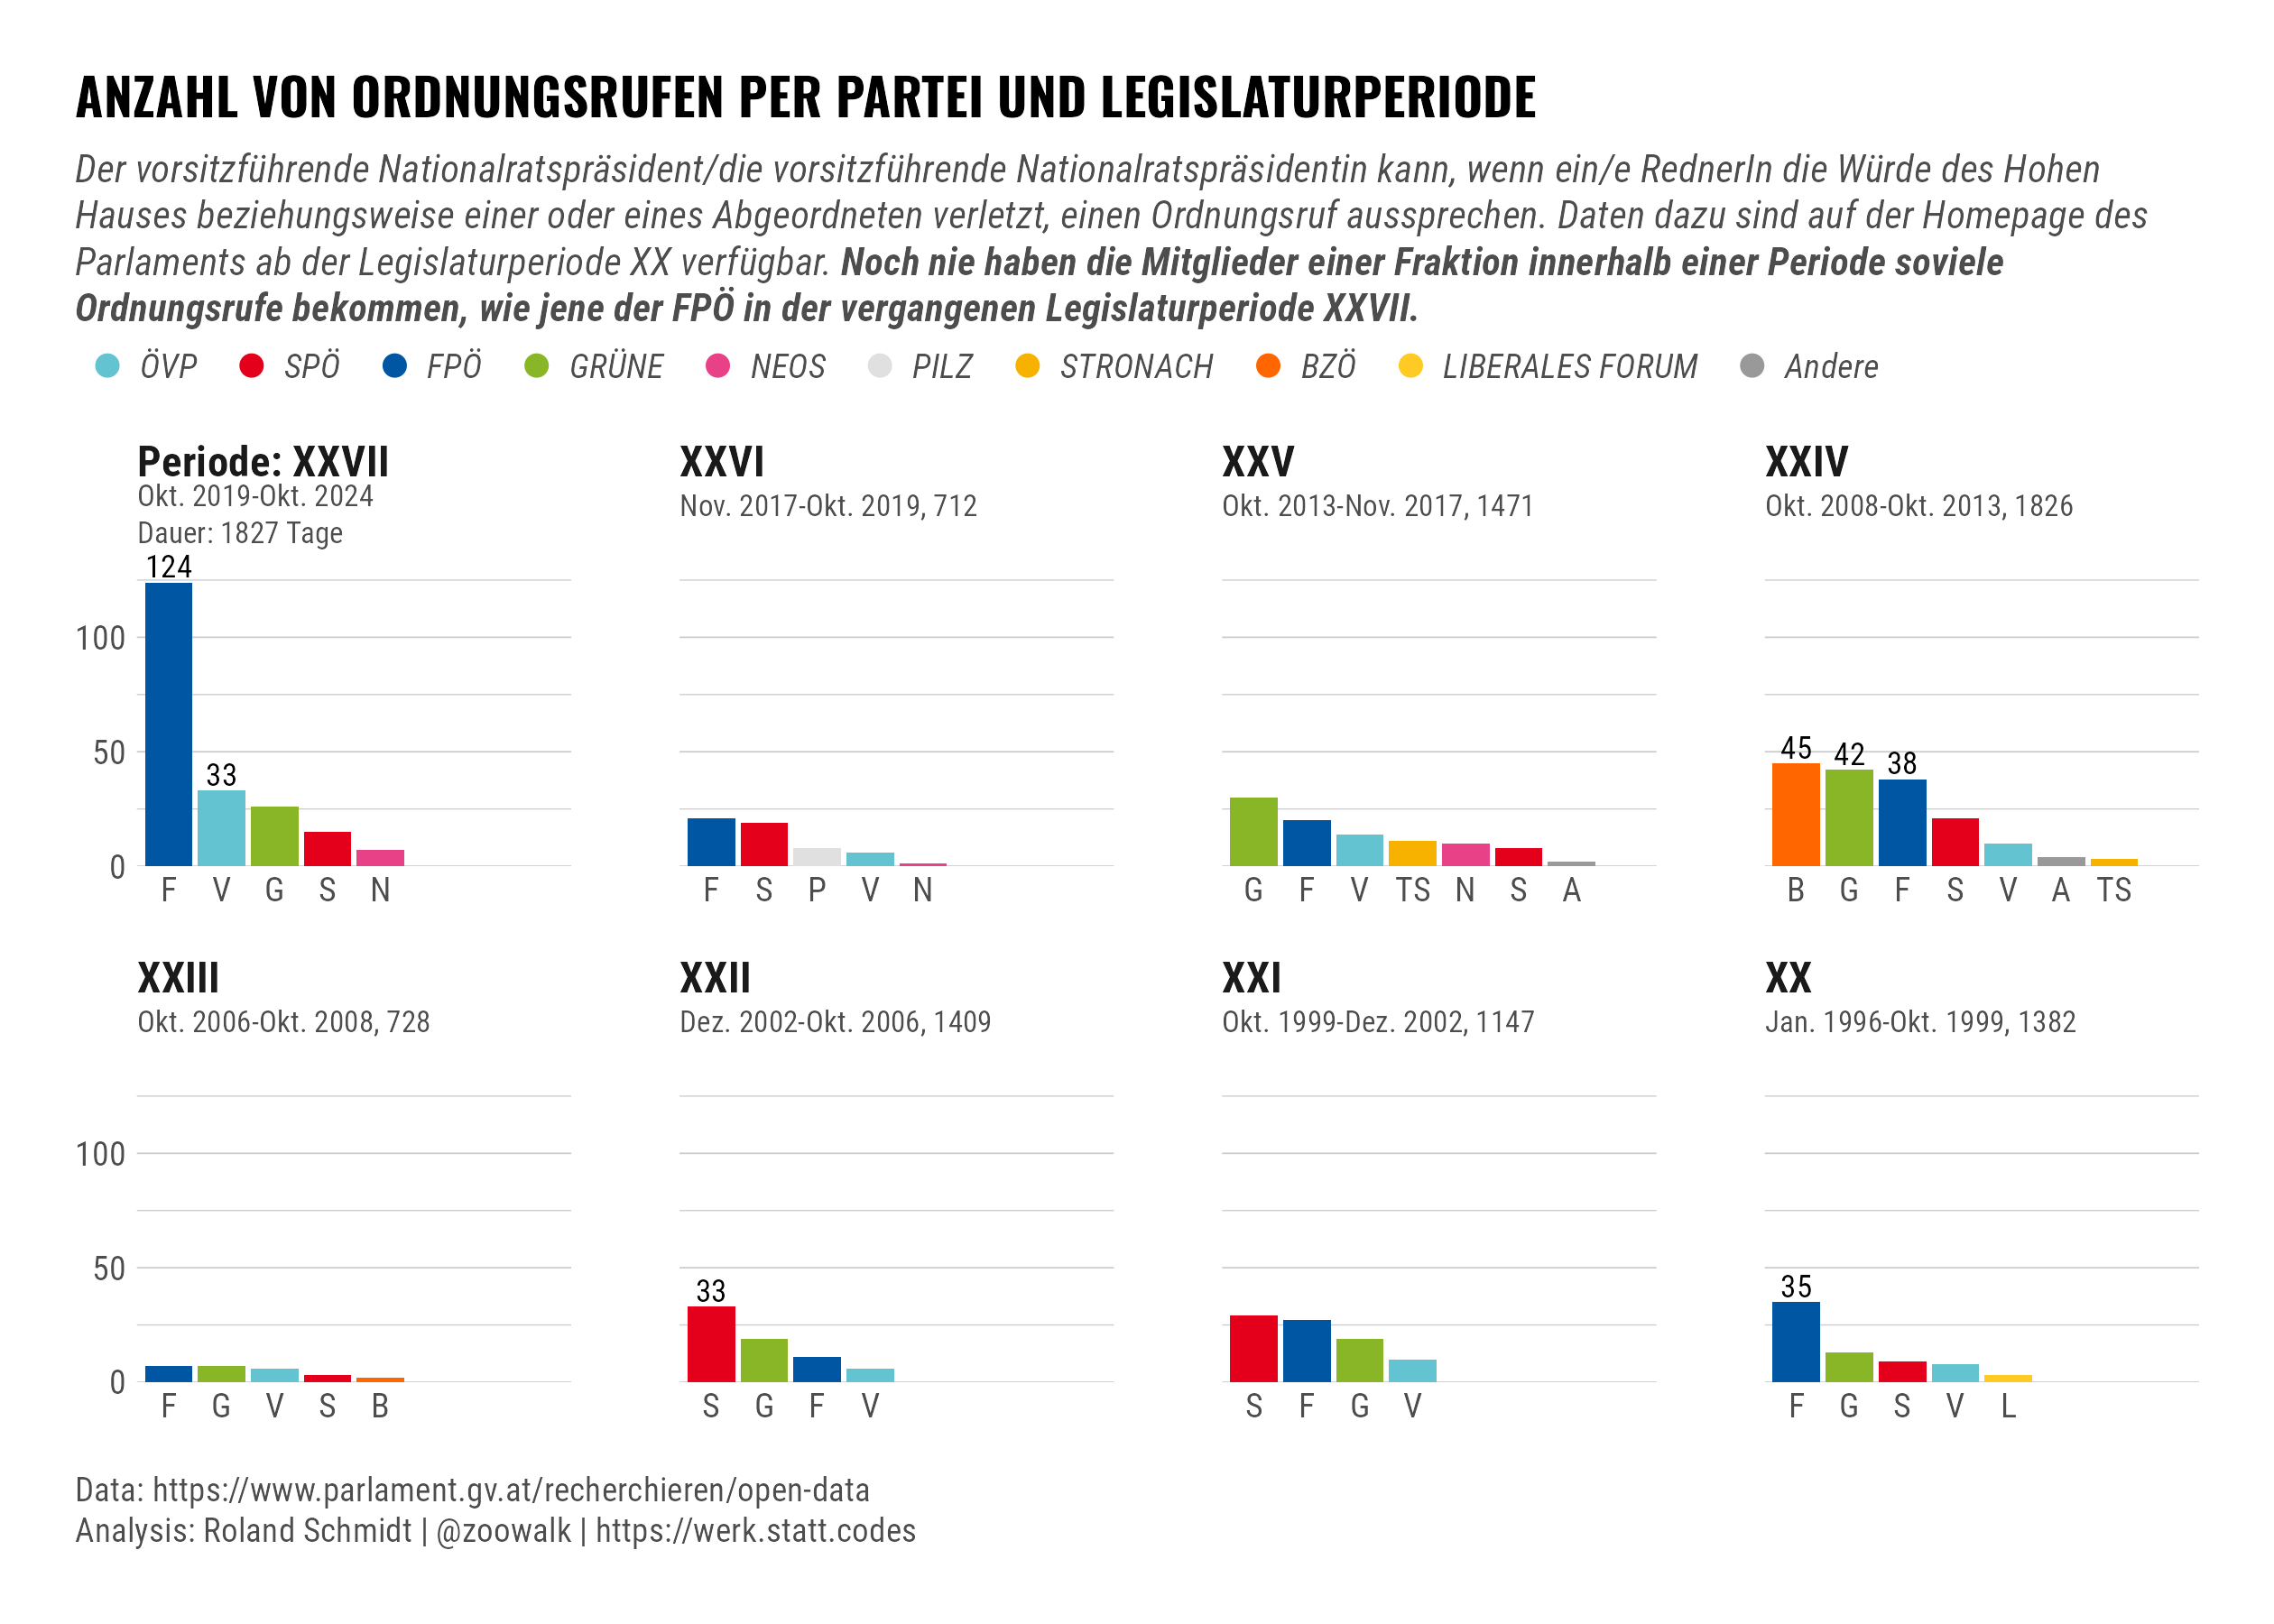 ANZAHL VON ORDNUNGSRUFEN PER PARTEI UND LEGISLATURPERIODE
Der vorsitzführende Nationalratspräsident/die vorsitzführende Nationalratspräsidentin kann, wenn ein/e RednerIn die Würde des Hohen
Hauses beziehungsweise einer oder eines Abgeordneten verletzt, einen Ordnungsruf aussprechen. Daten dazu sind auf der Homepage des
Parlaments ab der Legislaturperiode XX verfügbar. Noch nie haben die Mitglieder einer Fraktion innerhalb einer Periode soviele
Ordnungsrufe bekommen, wie jene der FPÖ in der vergangenen Legislaturperiode XXVII.
ÖVP SPÖ FPÖ GRÜNE NEOS PILZ STRONACH BZÖ LIBERALES FORUM Andere
Periode: XXVII
Okt. 2019-Okt. 2024
Dauer: 1827 Tage
124
33
100
50
0
F V G S N
XXVI
Nov. 2017-Okt. 2019, 712
F S P V N
XXV
Okt. 2013-Nov. 2017, 1471
G F V TS N S A
XXIV
Okt. 2008-Okt. 2013, 1826
45 42 38
B G F S V A TS
XXIII
Okt. 2006-Okt. 2008, 728
100
50
0
F G V S B
XXII
Dez. 2002-Okt. 2006, 1409
33
S G F V
XXI
Okt. 1999-Dez. 2002, 1147
S F G V
XX
Jan. 1996-Okt. 1999, 1382
35
F G S V L
Data: https://www.parlament.gv.at/recherchieren/open-data
Analysis: Roland Schmidt | @zoowalk | https://werk.statt.codes